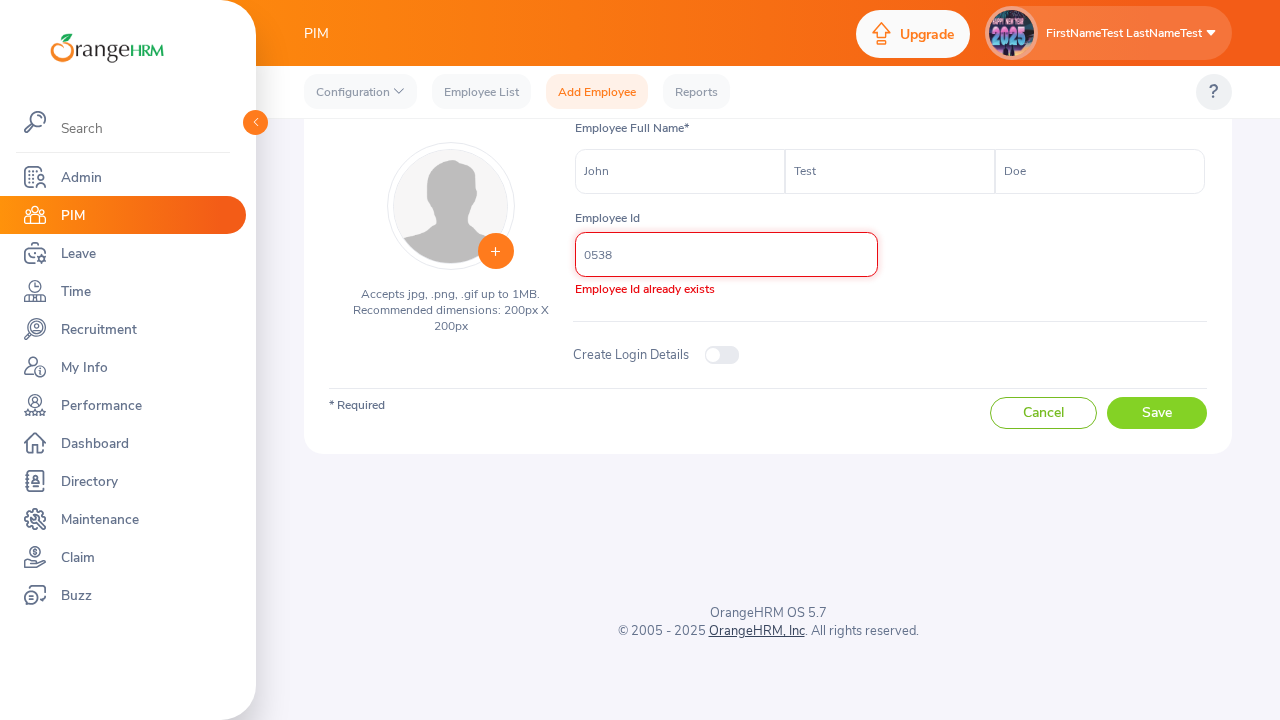 PIM
Upgrade
HAPPY NEW YEAR
2025
FirstNameTest LastNameTest
OrangeHRM
Configuration
Employee List
Add Employee
Reports
?
Search
Admin
PIM
Leave
Time
Recruitment
My Info
Performance
Dashboard
Directory
Maintenance
Claim
Buzz
Employee Full Name*
John
Test
Doe
Employee Id
0538
Employee Id already exists
Accepts jpg, .png, .gif up to 1MB.
Recommended dimensions: 200px X
200px
Create Login Details
* Required
Cancel
Save
OrangeHRM OS 5.7
© 2005 - 2025 OrangeHRM, Inc. All rights reserved.